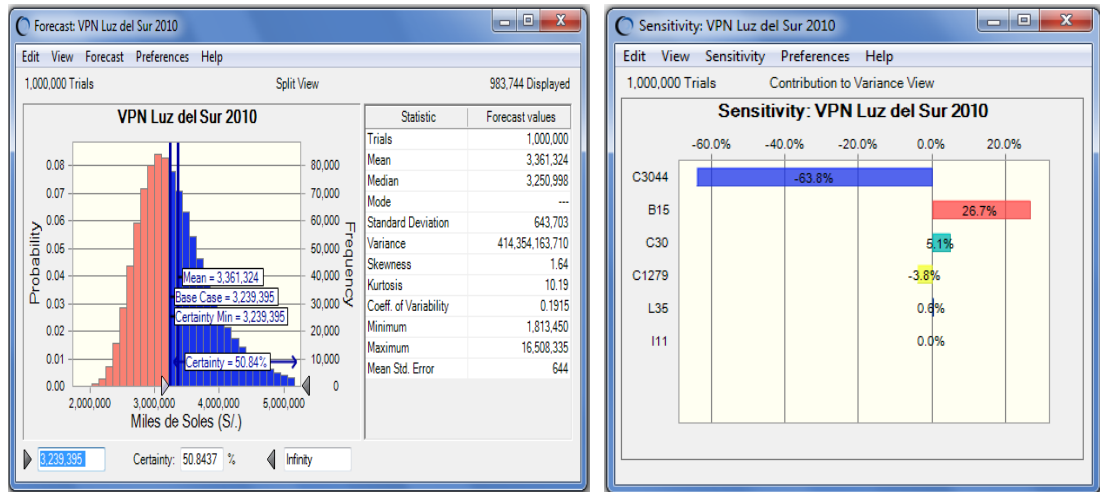 Forecast: VPN Luz del Sur 2010
Edit View Forecast Preferences Help
1,000,000 Trials Split View 983,744 Displayed
VPN Luz del Sur 2010
Probability
0.08
0.07
0.06
0.05
0.04
0.03
0.02
0.01
0.00
Mean = 3,361,324
Base Case = 3,239,395
Certainty Min = 3,239,395
Certainty = 50.84%
80,000
70,000
60,000
50,000
40,000
30,000
20,000
10,000
0
Frequency
2,000,000 3,000,000 4,000,000 5,000,000
Miles de Soles (S/.)
Statistic Forecast values
Trials 1,000,000
Mean 3,361,324
Median 3,250,998
Mode ---
Standard Deviation 643,703
Variance 414,354,163,710
Skewness 1.64
Kurtosis 10.19
Coeff. of Variability 0.1915
Minimum 1,813,450
Maximum 16,508,335
Mean Std. Error 644
3,239,395 Certainty: 50.8437 % Infinity
Sensitivity: VPN Luz del Sur 2010
Edit View Sensitivity Preferences Help
1,000,000 Trials Contribution to Variance View
Sensitivity: VPN Luz del Sur 2010
-60.0% -40.0% -20.0% 0.0% 20.0%
C3044 -63.8%
B15 26.7%
C30 5.1%
C1279 -3.8%
L35 0.6%
I11 0.0%